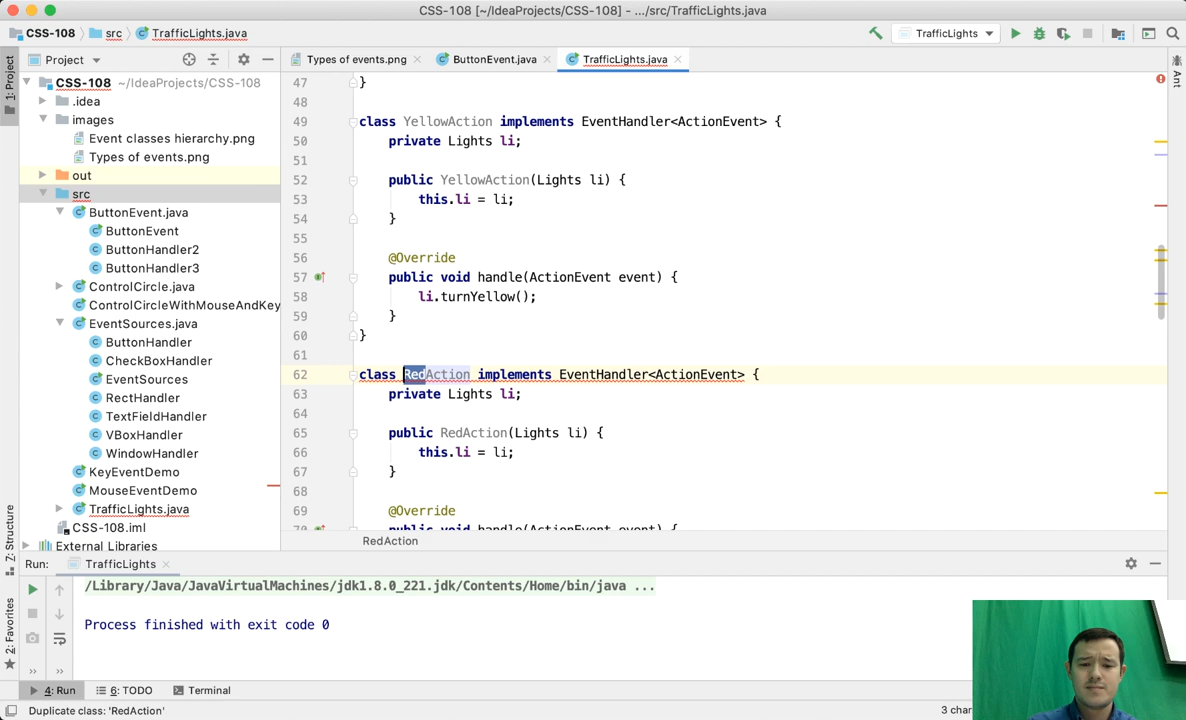 CSS-108 [~/IdeaProjects/CSS-108] - .../src/TrafficLights.java
CSS-108 src TrafficLights.java
TrafficLights
Project
Types of events.png
ButtonEvent.java
TrafficLights.java
1: Project
Ant
CSS-108 ~/IdeaProjects/CSS-108
.idea
images
Event classes hierarchy.png
Types of events.png
out
src
ButtonEvent.java
ButtonEvent
ButtonHandler2
ButtonHandler3
ControlCircle.java
ControlCircleWithMouseAndKey
EventSources.java
ButtonHandler
CheckBoxHandler
EventSources
RectHandler
TextFieldHandler
VBoxHandler
WindowHandler
KeyEventDemo
MouseEventDemo
TrafficLights.java
CSS-108.iml
External Libraries
47 }
48
49 class YellowAction implements EventHandler<ActionEvent> {
50 private Lights li;
51
52 public YellowAction(Lights li) {
53 this.li = li;
54 }
55
56 @Override
57 public void handle(ActionEvent event) {
58 li.turnYellow();
59 }
60 }
61
62 class RedAction implements EventHandler<ActionEvent> {
63 private Lights li;
64
65 public RedAction(Lights li) {
66 this.li = li;
67 }
68
69 @Override
70 public void handle(ActionEvent event) {
RedAction
7: Structure
2: Favorites
Run: TrafficLights
/Library/Java/JavaVirtualMachines/jdk1.8.0_221.jdk/Contents/Home/bin/java ...
Process finished with exit code 0
4: Run
6: TODO
Terminal
Duplicate class: 'RedAction'
3 char